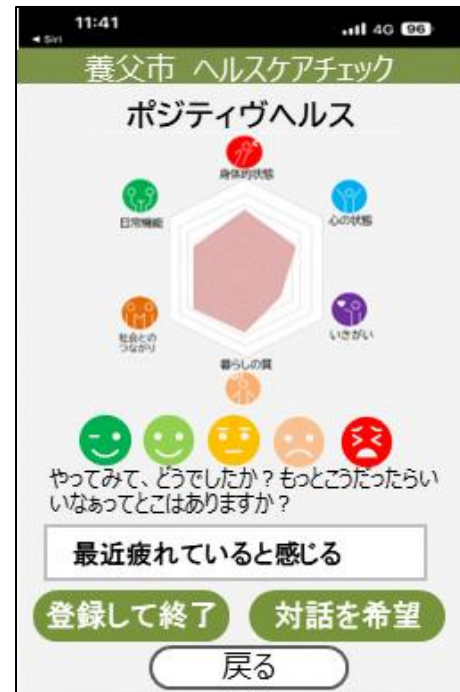 11:41
4G 96
◀ Siri
養父市 ヘルスケアチェック
ポジティヴヘルス
身体的状態
日常機能
心の状態
社会との
つながり
いきがい
暮らしの質
やってみて、どうでしたか？もっとこうだったらい
いなぁってとこはありますか？
最近疲れていると感じる
登録して終了
対話を希望
戻る